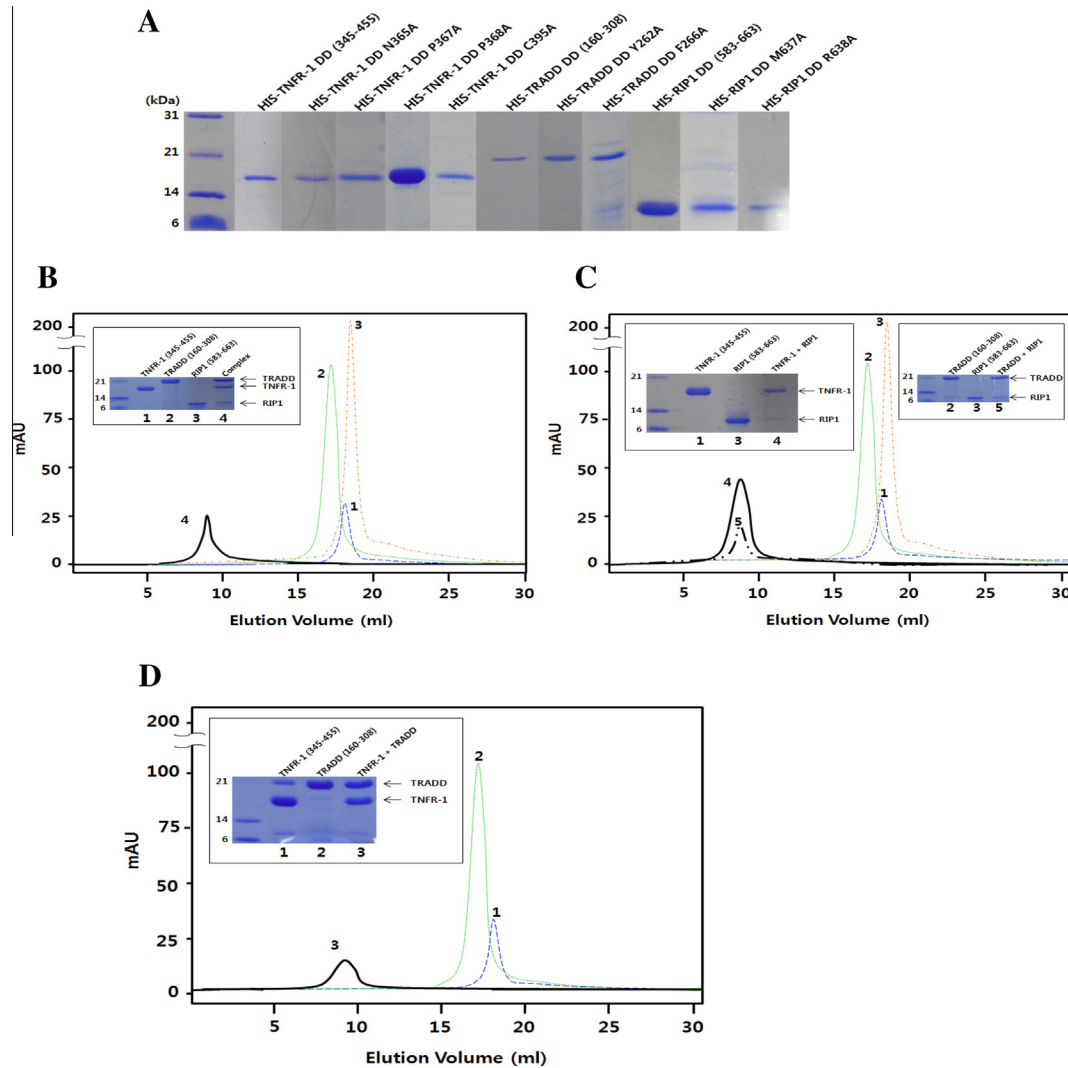 A
HIS-TNFR-1 DD (345-455)
HIS-TNFR-1 DD N365A
HIS-TNFR-1 DD P367A
HIS-TNFR-1 DD P368A
HIS-TNFR-1 DD C395A
HIS-TRADD DD (160-308)
HIS-TRADD DD Y262A
HIS-TRADD DD F266A
HIS-RIP1 DD (583-663)
HIS-RIP1 DD M637A
HIS-RIP1 DD R638A
(kDa)
31
21
14
6
B
200
100
75
50
25
0
mAU
TNFR-1 (345-455)
TRADD (160-308)
RIP1 (583-663)
Complex
21
14
6
TRADD
TNFR-1
RIP1
1 2 3 4
3
2
1
4
5 10 15 20 25 30
Elution Volume (ml)
C
200
100
75
50
25
0
mAU
TNFR-1 (345-455)
RIP1 (583-663)
TNFR-1 + RIP1
21
14
6
TNFR-1
RIP1
1 3 4
TRADD (160-308)
RIP1 (583-663)
TRADD + RIP1
21
14
6
TRADD
RIP1
2 3 5
3
2
1
4
5
5 10 15 20 25 30
Elution Volume (ml)
D
200
100
75
50
25
0
mAU
TNFR-1 (345-455)
TRADD (160-308)
TNFR-1 + TRADD
21
14
6
TRADD
TNFR-1
1 2 3
2
1
3
5 10 15 20 25 30
Elution Volume (ml)